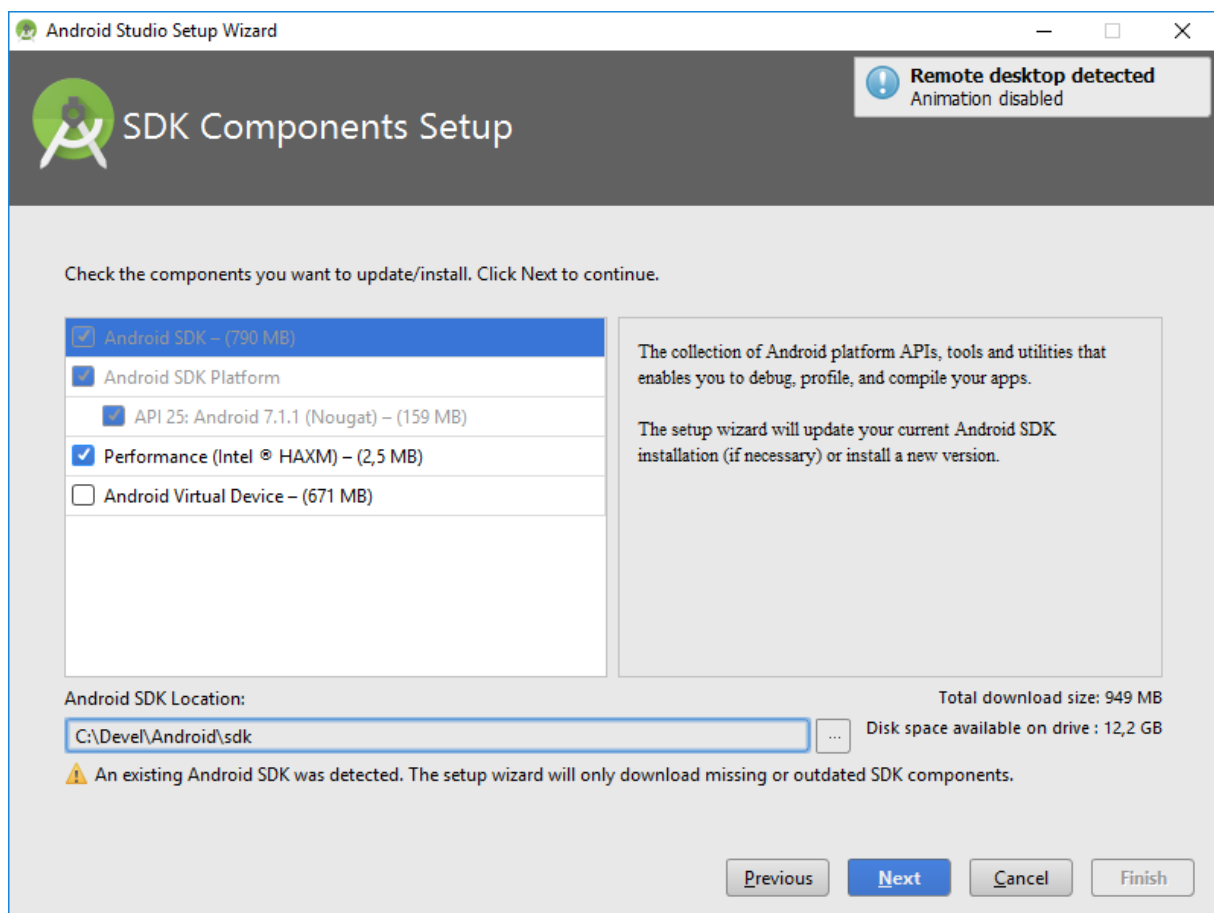 Android Studio Setup Wizard
Remote desktop detected
Animation disabled
SDK Components Setup
Check the components you want to update/install. Click Next to continue.
Android SDK – (790 MB)
Android SDK Platform
API 25: Android 7.1.1 (Nougat) – (159 MB)
Performance (Intel ® HAXM) – (2,5 MB)
Android Virtual Device – (671 MB)
The collection of Android platform APIs, tools and utilities that
enables you to debug, profile, and compile your apps.
The setup wizard will update your current Android SDK
installation (if necessary) or install a new version.
Android SDK Location:
Total download size: 949 MB
C:\Devel\Android\sdk
...
Disk space available on drive : 12,2 GB
An existing Android SDK was detected. The setup wizard will only download missing or outdated SDK components.
Previous
Next
Cancel
Finish